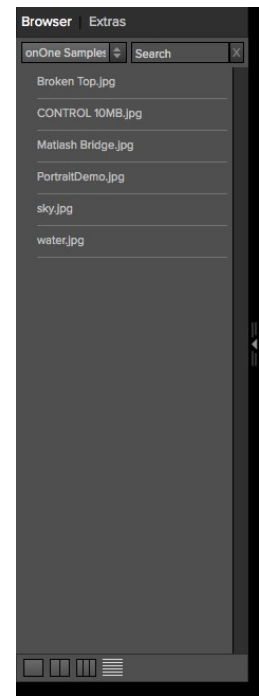 Browser Extras
onOne Samples Search X
Broken Top.jpg
CONTROL 10MB.jpg
Matiash Bridge.jpg
PortraitDemo.jpg
sky.jpg
water.jpg